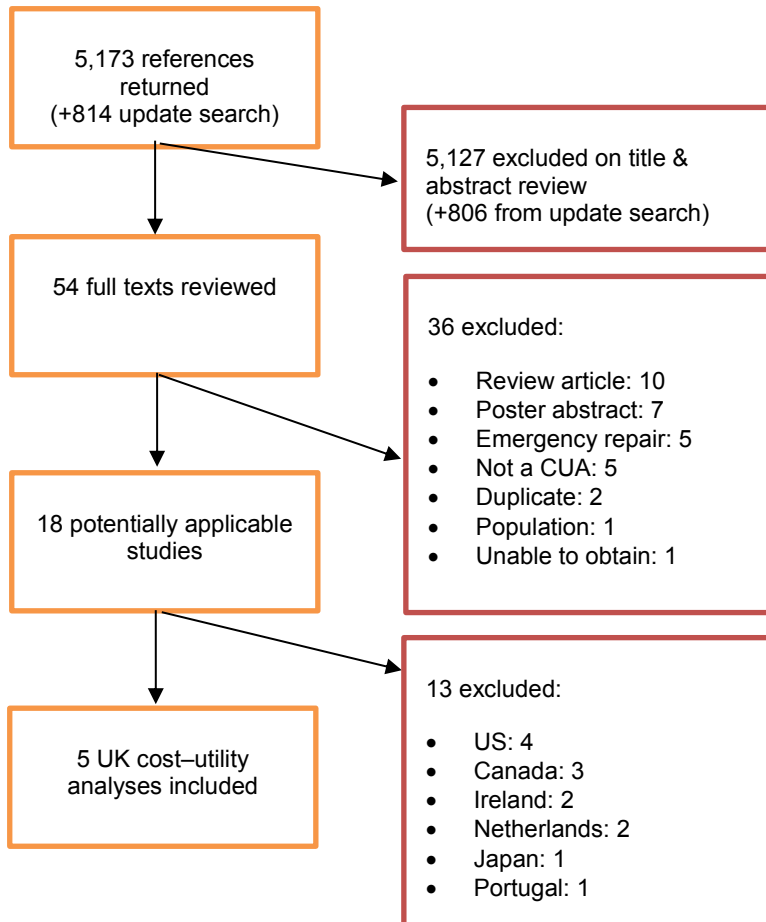 5,173 references
returned
(+814 update search)
5,127 excluded on title &
abstract review
(+806 from update search)
54 full texts reviewed
36 excluded:
• Review article: 10
• Poster abstract: 7
• Emergency repair: 5
• Not a CUA: 5
• Duplicate: 2
• Population: 1
• Unable to obtain: 1
18 potentially applicable
studies
13 excluded:
• US: 4
• Canada: 3
• Ireland: 2
• Netherlands: 2
• Japan: 1
• Portugal: 1
5 UK cost–utility
analyses included